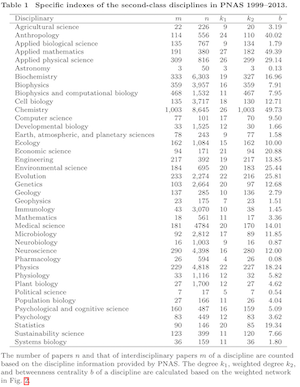 Table 1 Specific indexes of the second-class disciplines in PNAS 1999–2013.
Disciplinary m n k1 k2 b
Agricultural science 22 226 9 20 3.19
Anthropology 114 556 24 110 40.02
Applied biological science 135 767 9 134 1.79
Applied mathematics 191 380 27 182 49.39
Applied physical science 309 816 26 299 29.14
Astronomy 3 50 3 3 0.13
Biochemistry 333 6,303 19 327 16.96
Biophysics 359 3,957 16 359 7.91
Biophysics and computational biology 468 1,532 11 467 7.95
Cell biology 135 3,717 18 130 12.71
Chemistry 1,003 8,645 26 1,003 49.73
Computer science 77 101 17 70 9.50
Developmental biology 33 1,525 12 30 1.66
Earth, atmospheric, and planetary sciences 78 243 9 77 1.58
Ecology 162 1,084 15 162 10.00
Economic science 94 171 21 94 20.88
Engineering 217 392 19 217 13.85
Environmental science 184 695 20 183 25.44
Evolution 233 2,274 22 216 25.81
Genetics 103 2,664 20 97 12.68
Geology 137 285 10 136 2.79
Geophysics 23 175 7 23 1.51
Immunology 43 3,070 10 38 1.45
Mathematics 18 561 11 17 3.36
Medical science 181 4784 20 170 14.01
Microbiology 92 2,812 17 89 11.85
Neurobiology 16 1,003 9 16 0.87
Neuroscience 290 4,398 16 280 12.00
Pharmacology 26 594 4 26 0.08
Physics 229 4,818 22 227 18.24
Physiology 33 1,116 12 32 5.82
Plant biology 27 1,700 12 27 4.62
Political science 7 17 5 7 0.54
Population biology 27 166 11 26 4.04
Psychological and cognitive science 160 487 16 159 5.09
Psychology 83 449 12 83 3.62
Statistics 90 146 20 85 19.34
Sustainability science 123 399 11 120 7.66
Systems biology 36 159 11 36 1.80
The number of papers n and that of interdisciplinary papers m of a discipline are counted
based on the discipline information provided by PNAS. The degree k1, weighted degree k2,
and betweenness centrality b of a discipline are calculated based on the weighted network
in Fig. 2